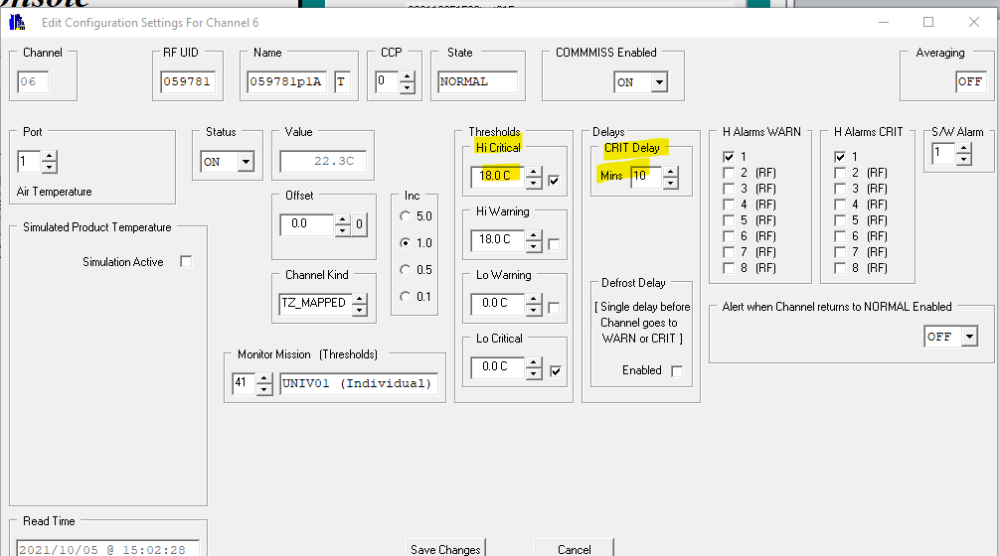 Edit Configuration Settings For Channel 6
Channel
06
RF UID
059781
Name
059781p1A T
CCP
0
State
NORMAL
COMMMISS Enabled
ON
Averaging
OFF
Port
1
Air Temperature
Status
ON
Value
22.3C
Offset
0.0 0
Channel Kind
TZ_MAPPED
Inc
5.0
1.0
0.5
0.1
Simulated Product Temperature
Simulation Active
Monitor Mission (Thresholds)
41 UNIV01 (Individual)
Thresholds
Hi Critical
18.0 C
Hi Warning
18.0 C
Lo Warning
0.0 C
Lo Critical
0.0 C
Delays
CRIT Delay
Mins 10
Defrost Delay
[ Single delay before
Channel goes to
WARN or CRIT ]
Enabled
H Alarms WARN
1
2 (RF)
3 (RF)
4 (RF)
5 (RF)
6 (RF)
7 (RF)
8 (RF)
H Alarms CRIT
1
2 (RF)
3 (RF)
4 (RF)
5 (RF)
6 (RF)
7 (RF)
8 (RF)
S/W Alarm
1
Alert when Channel returns to NORMAL Enabled
OFF
Read Time
2021/10/05 @ 15:02:28
Save Changes
Cancel